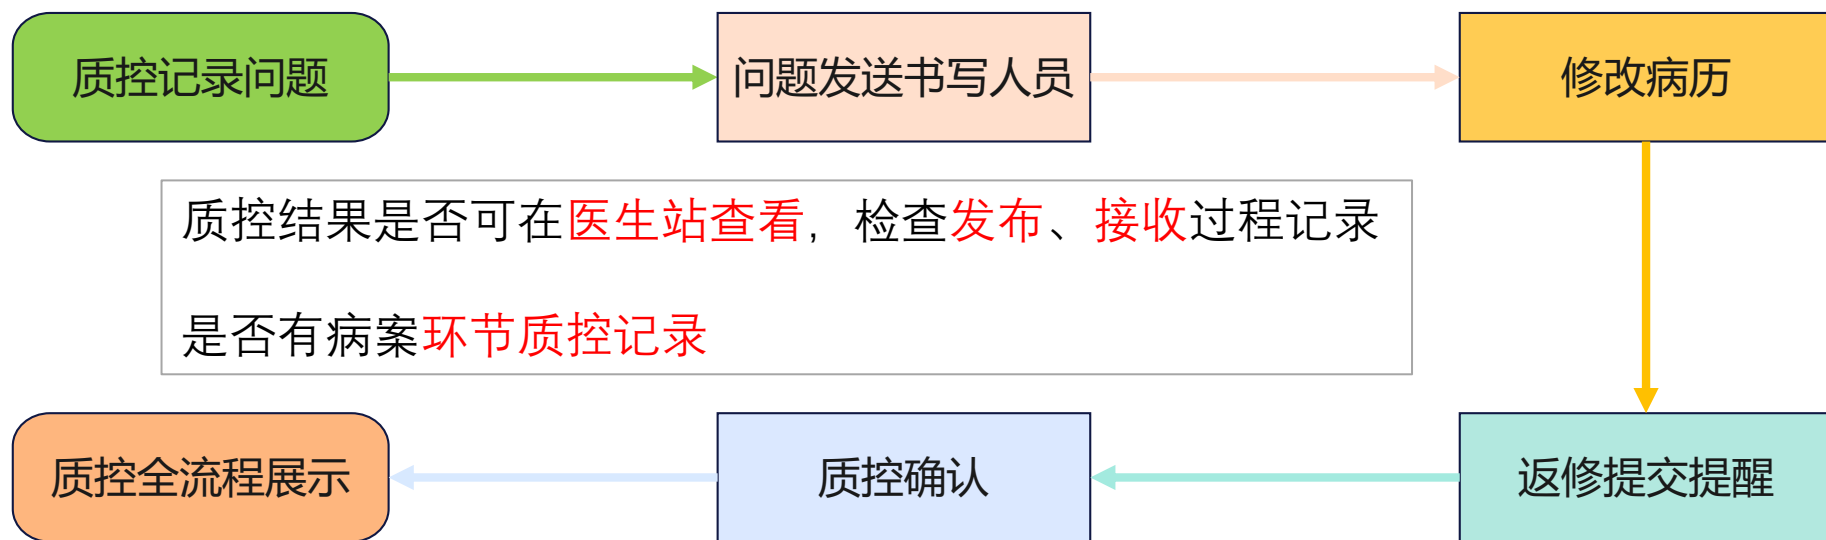 质控记录问题
问题发送书写人员
修改病历
质控结果是否可在医生站查看，检查发布、接收过程记录
是否有病案环节质控记录
质控全流程展示
质控确认
返修提交提醒